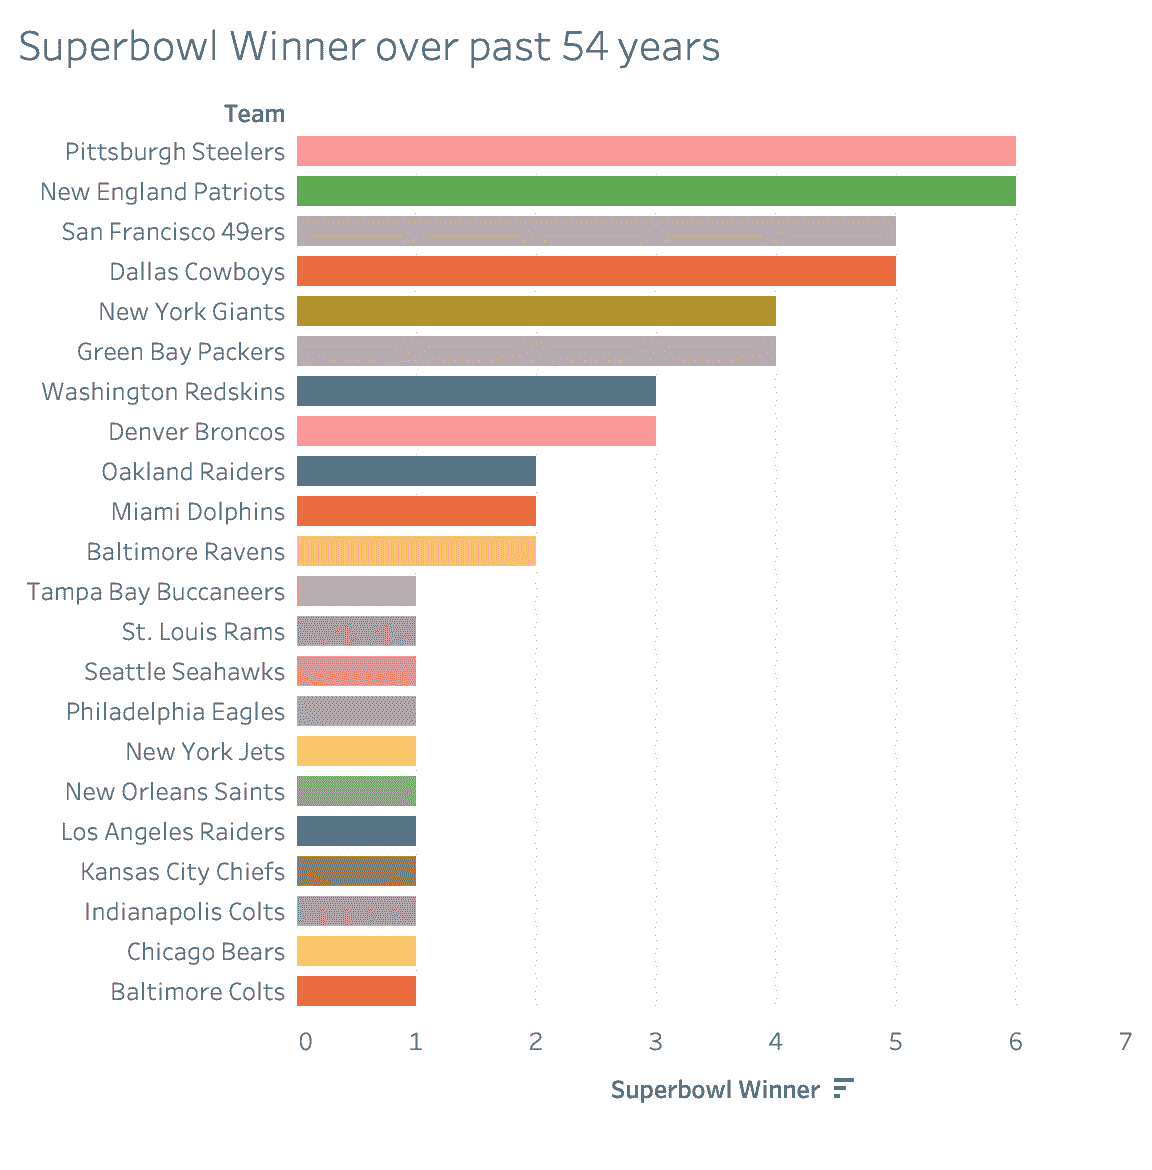 Superbowl Winner over past 54 years
Team
Pittsburgh Steelers
New England Patriots
San Francisco 49ers
Dallas Cowboys
New York Giants
Green Bay Packers
Washington Redskins
Denver Broncos
Oakland Raiders
Miami Dolphins
Baltimore Ravens
Tampa Bay Buccaneers
St. Louis Rams
Seattle Seahawks
Philadelphia Eagles
New York Jets
New Orleans Saints
Los Angeles Raiders
Kansas City Chiefs
Indianapolis Colts
Chicago Bears
Baltimore Colts
0 1 2 3 4 5 6 7
Superbowl Winner